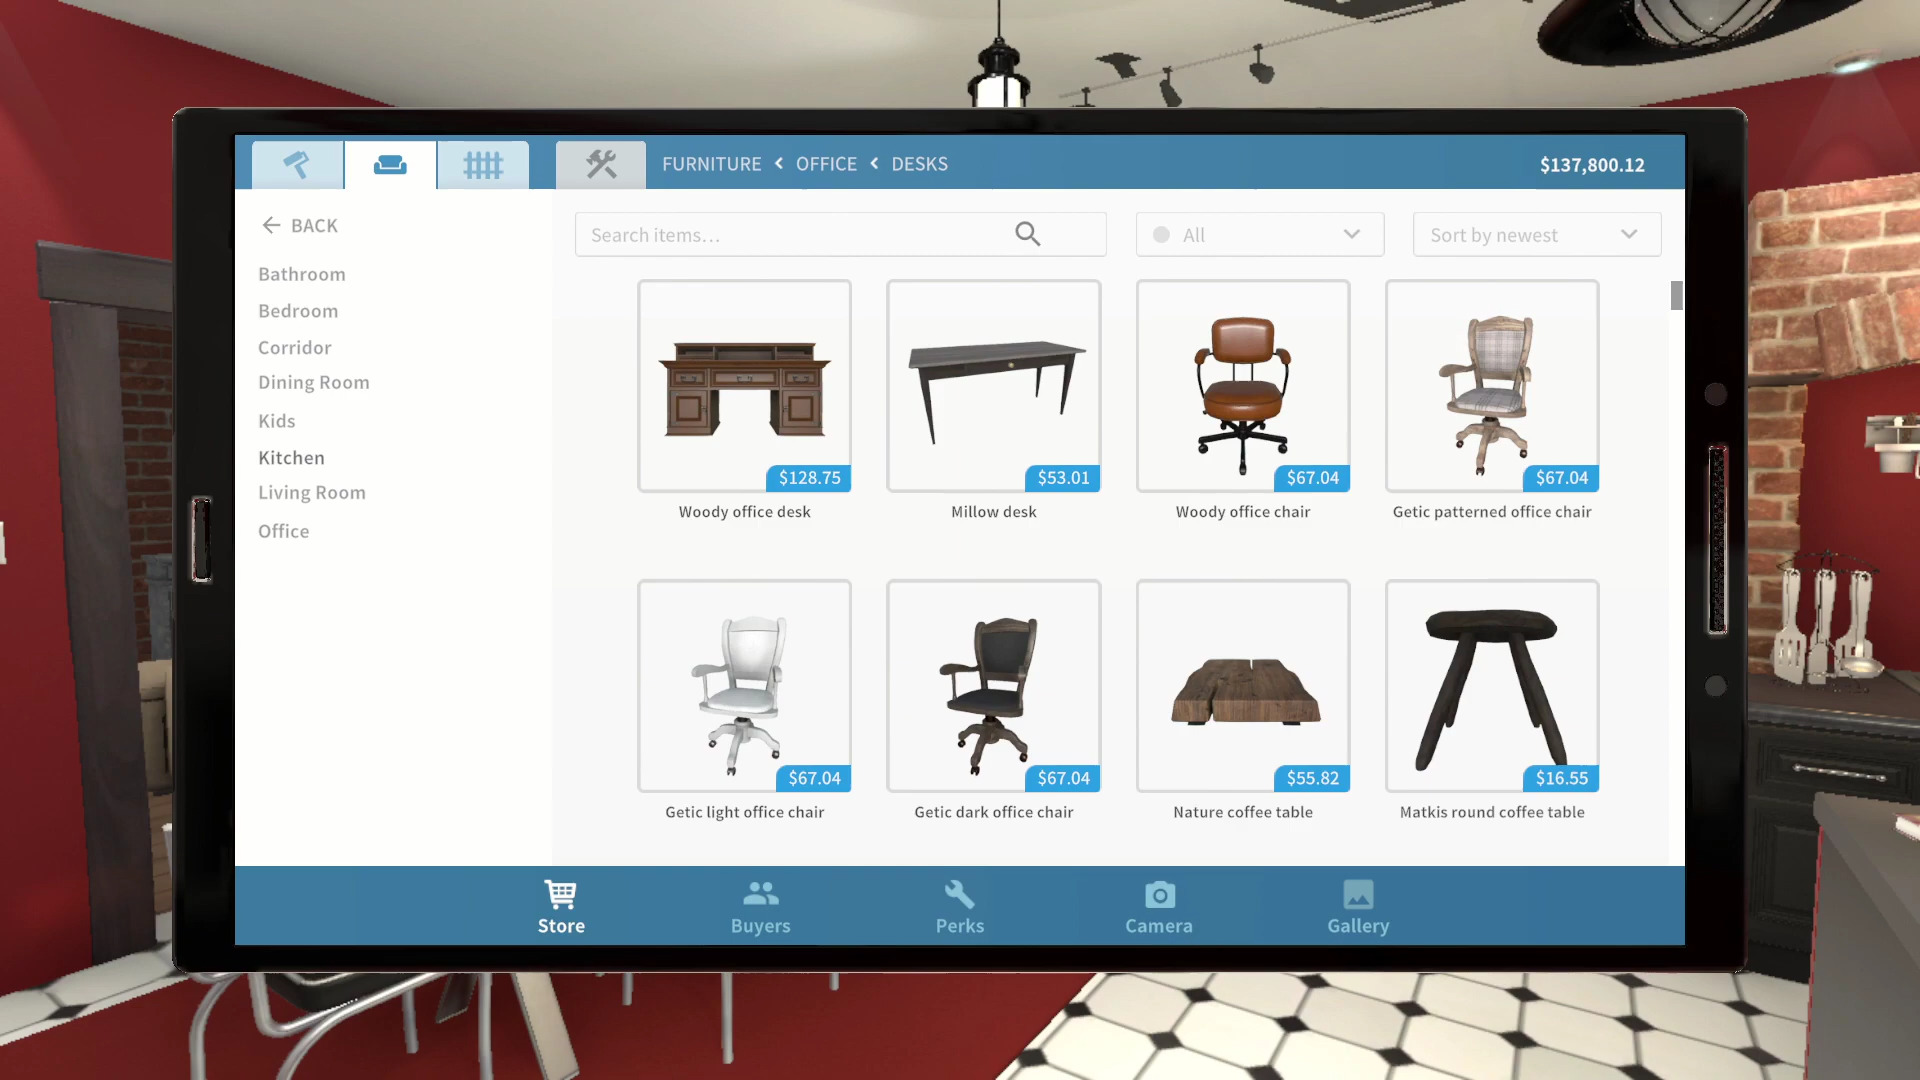 FURNITURE < OFFICE < DESKS
$137,800.12
BACK
Bathroom
Bedroom
Corridor
Dining Room
Kids
Kitchen
Living Room
Office
Search items...
All
Sort by newest
$128.75
$53.01
$67.04
$67.04
Woody office desk
Millow desk
Woody office chair
Getic patterned office chair
$67.04
$67.04
$55.82
$16.55
Getic light office chair
Getic dark office chair
Nature coffee table
Matkis round coffee table
Store
Buyers
Perks
Camera
Gallery